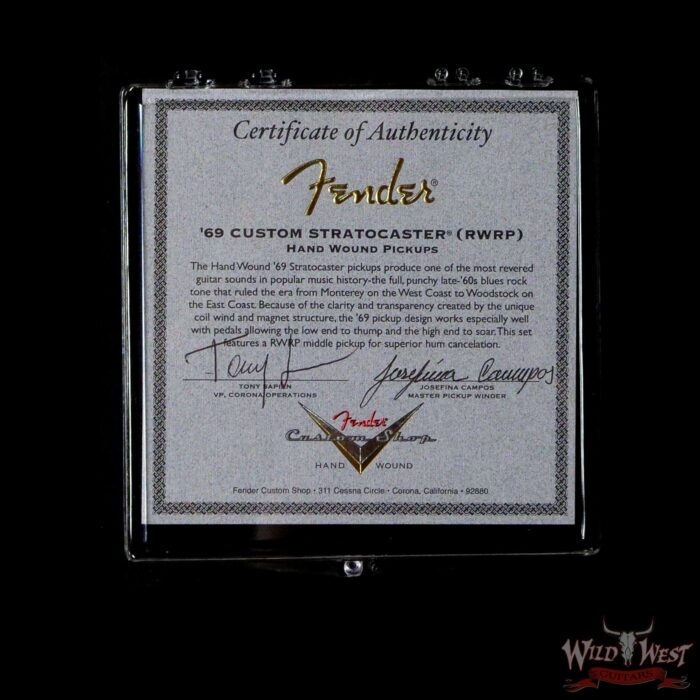 Certificate of Authenticity
Fender®
'69 CUSTOM STRATOCASTER® (RWRP)
HAND WOUND PICKUPS
The Hand Wound '69 Stratocaster pickups produce one of the most revered
guitar sounds in popular music history-the full, punchy late-'60s blues rock
tone that ruled the era from Monterey on the West Coast to Woodstock on
the East Coast. Because of the clarity and transparency created by the unique
coil wind and magnet structure, the '69 pickup design works especially well
with pedals allowing the low end to thump and the high end to soar. This set
features a RWRP middle pickup for superior hum cancelation.
Tony Josefina Campos
TONY SAPIEN JOSEFINA CAMPOS
VP, CORONA OPERATIONS MASTER PICKUP WINDER
Fender
Custom Shop
HAND WOUND
Fender Custom Shop • 311 Cessna Circle • Corona, California • 92880
WILD WEST
GUITARS